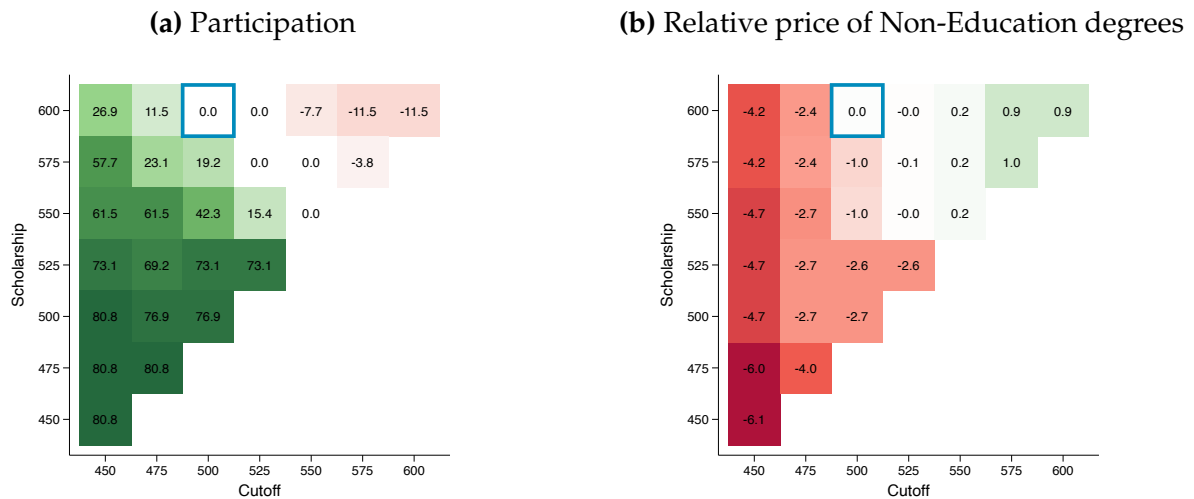 (a) Participation
(b) Relative price of Non-Education degrees
Scholarship
600
26.9 11.5 0.0 0.0 -7.7 -11.5 -11.5
575
57.7 23.1 19.2 0.0 0.0 -3.8
550
61.5 61.5 42.3 15.4 0.0
525
73.1 69.2 73.1 73.1
500
80.8 76.9 76.9
475
80.8 80.8
450
80.8
450 475 500 525 550 575 600
Cutoff
Scholarship
600
-4.2 -2.4 0.0 -0.0 0.2 0.9 0.9
575
-4.2 -2.4 -1.0 -0.1 0.2 1.0
550
-4.7 -2.7 -1.0 -0.0 0.2
525
-4.7 -2.7 -2.6 -2.6
500
-4.7 -2.7 -2.7
475
-6.0 -4.0
450
-6.1
450 475 500 525 550 575 600
Cutoff